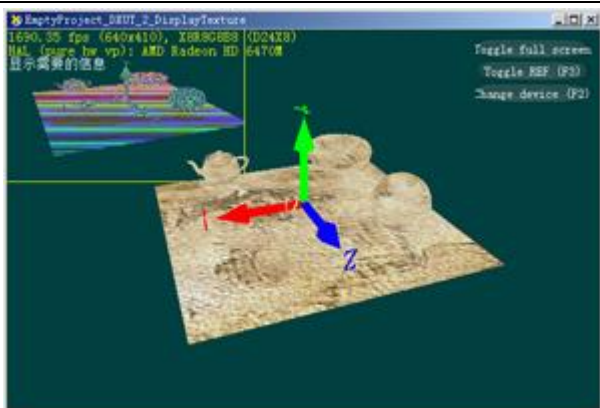 EmptyProject_DXUT_2_DisplayTexture
1690.35 fps (640x410), X8R8G8B8 (D24X8)
HAL (pure hw vp): AMD Radeon HD 6470M
显示需要的信息
Toggle full screen
Toggle REF (F3)
Change device (F2)
Z